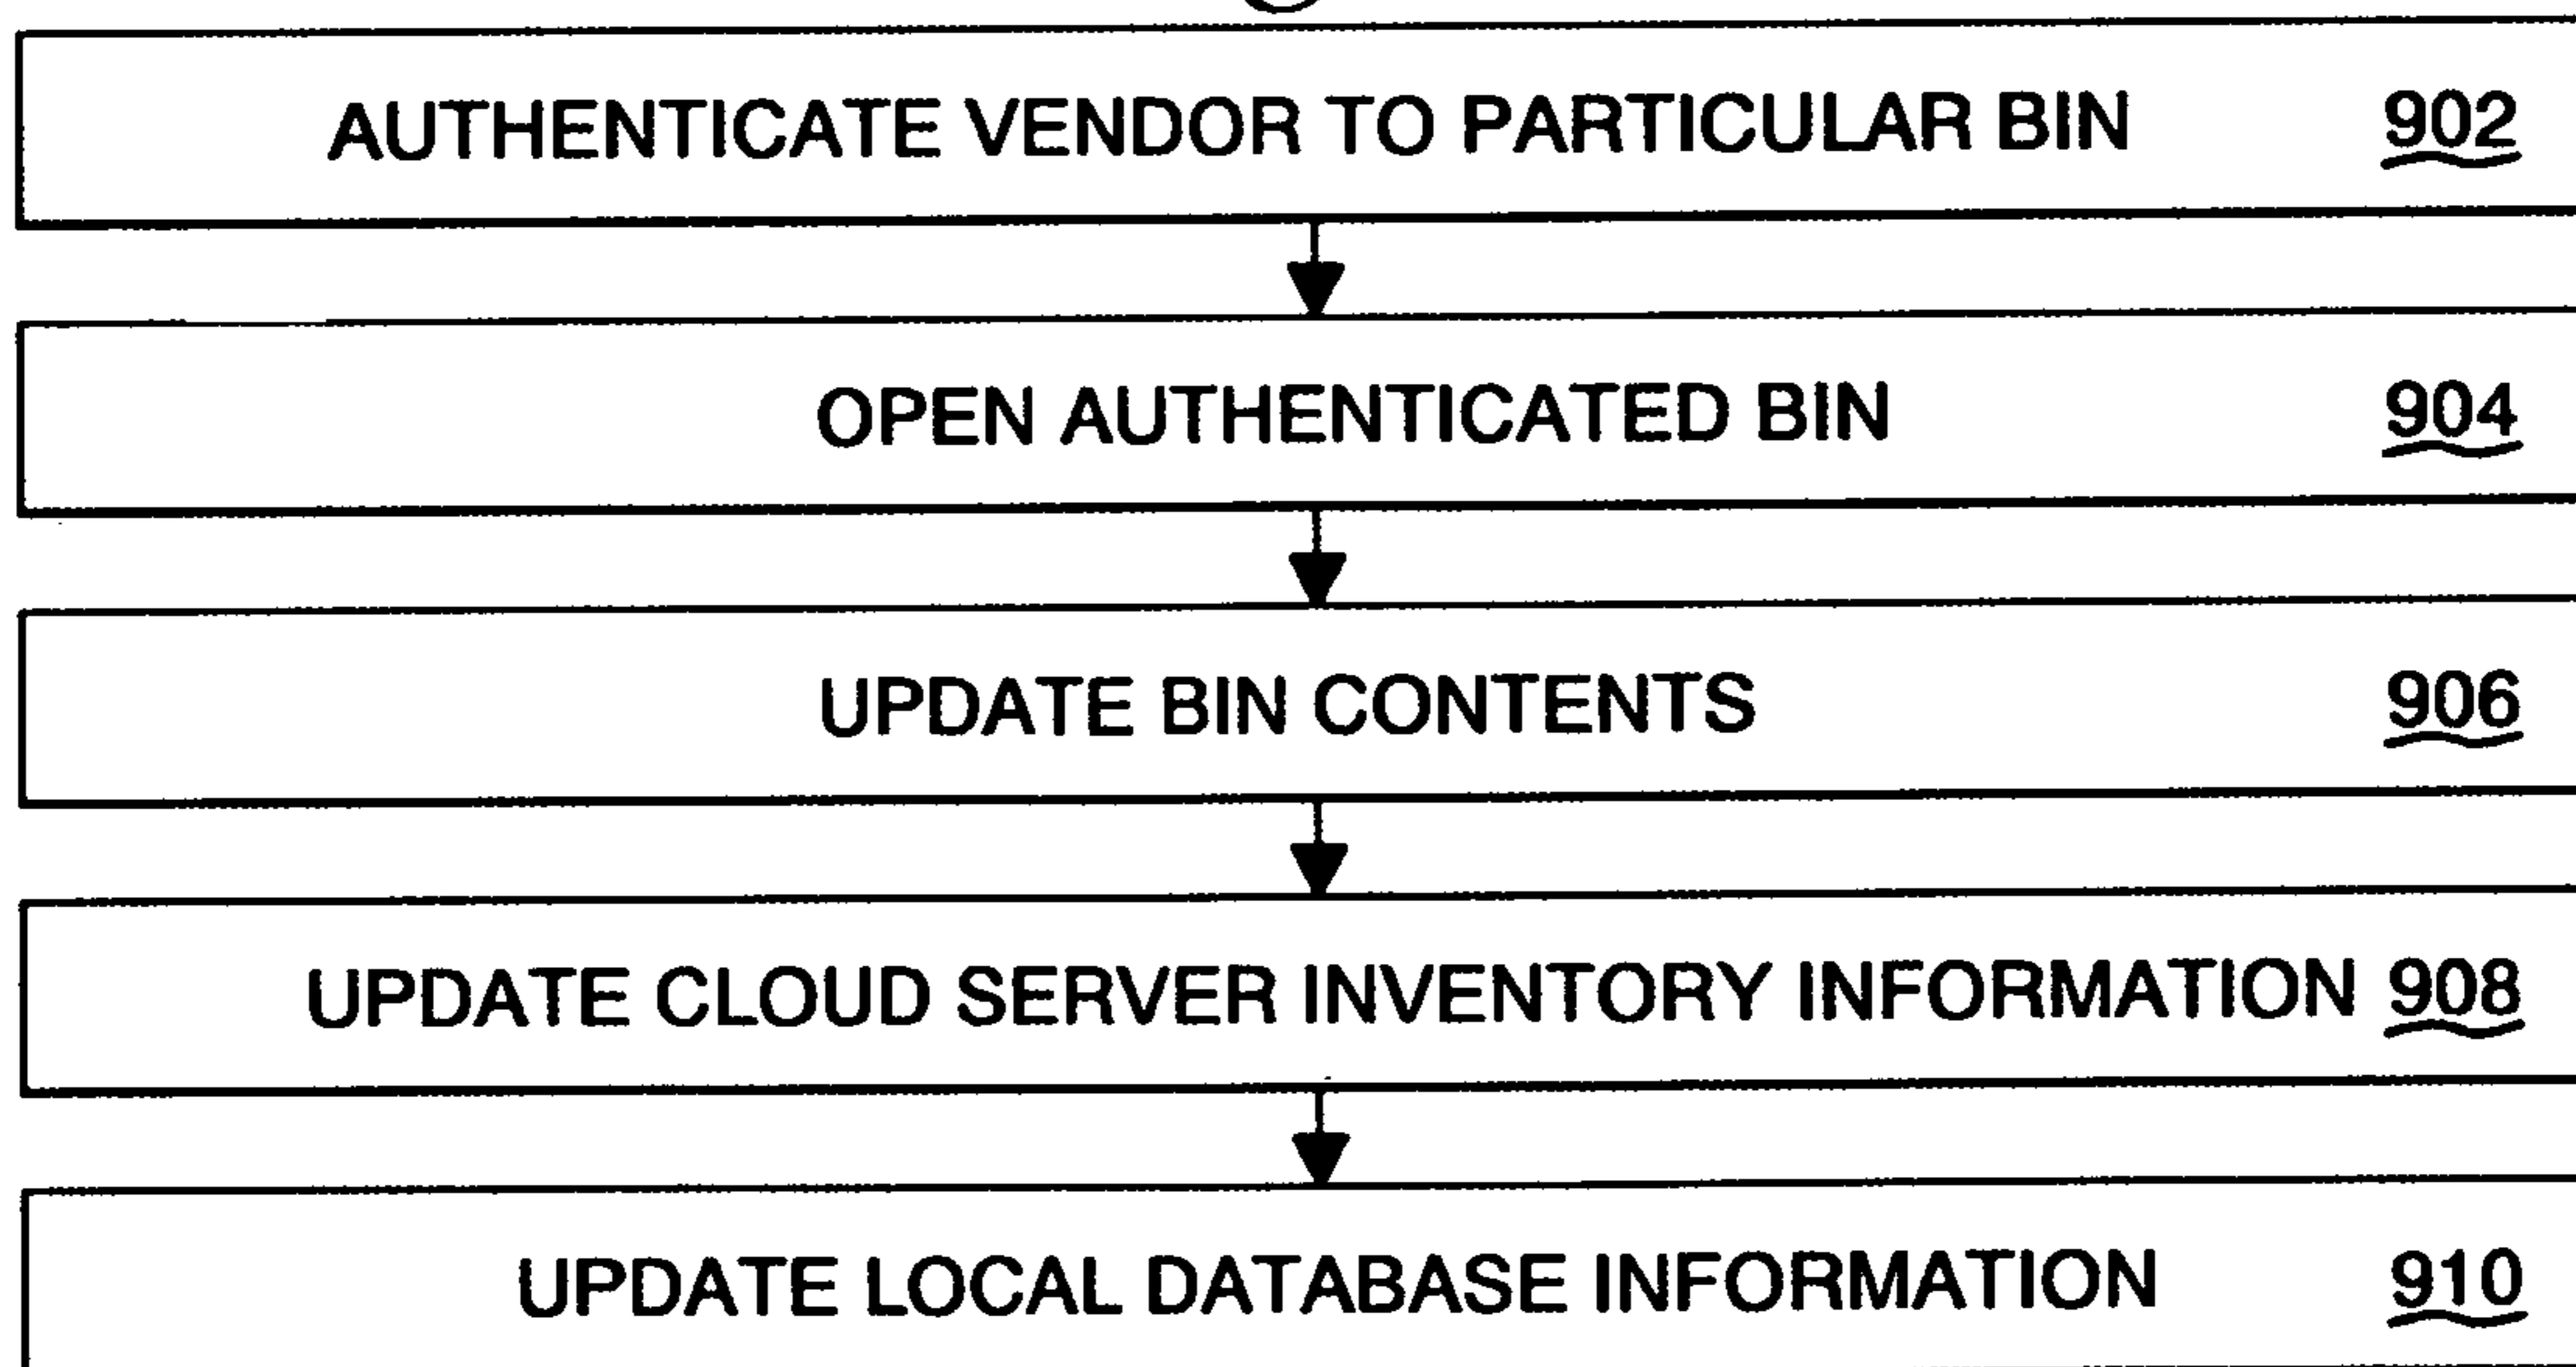 AUTHENTICATE VENDOR TO PARTICULAR BIN 902
OPEN AUTHENTICATED BIN 904
UPDATE BIN CONTENTS 906
UPDATE CLOUD SERVER INVENTORY INFORMATION 908
UPDATE LOCAL DATABASE INFORMATION 910